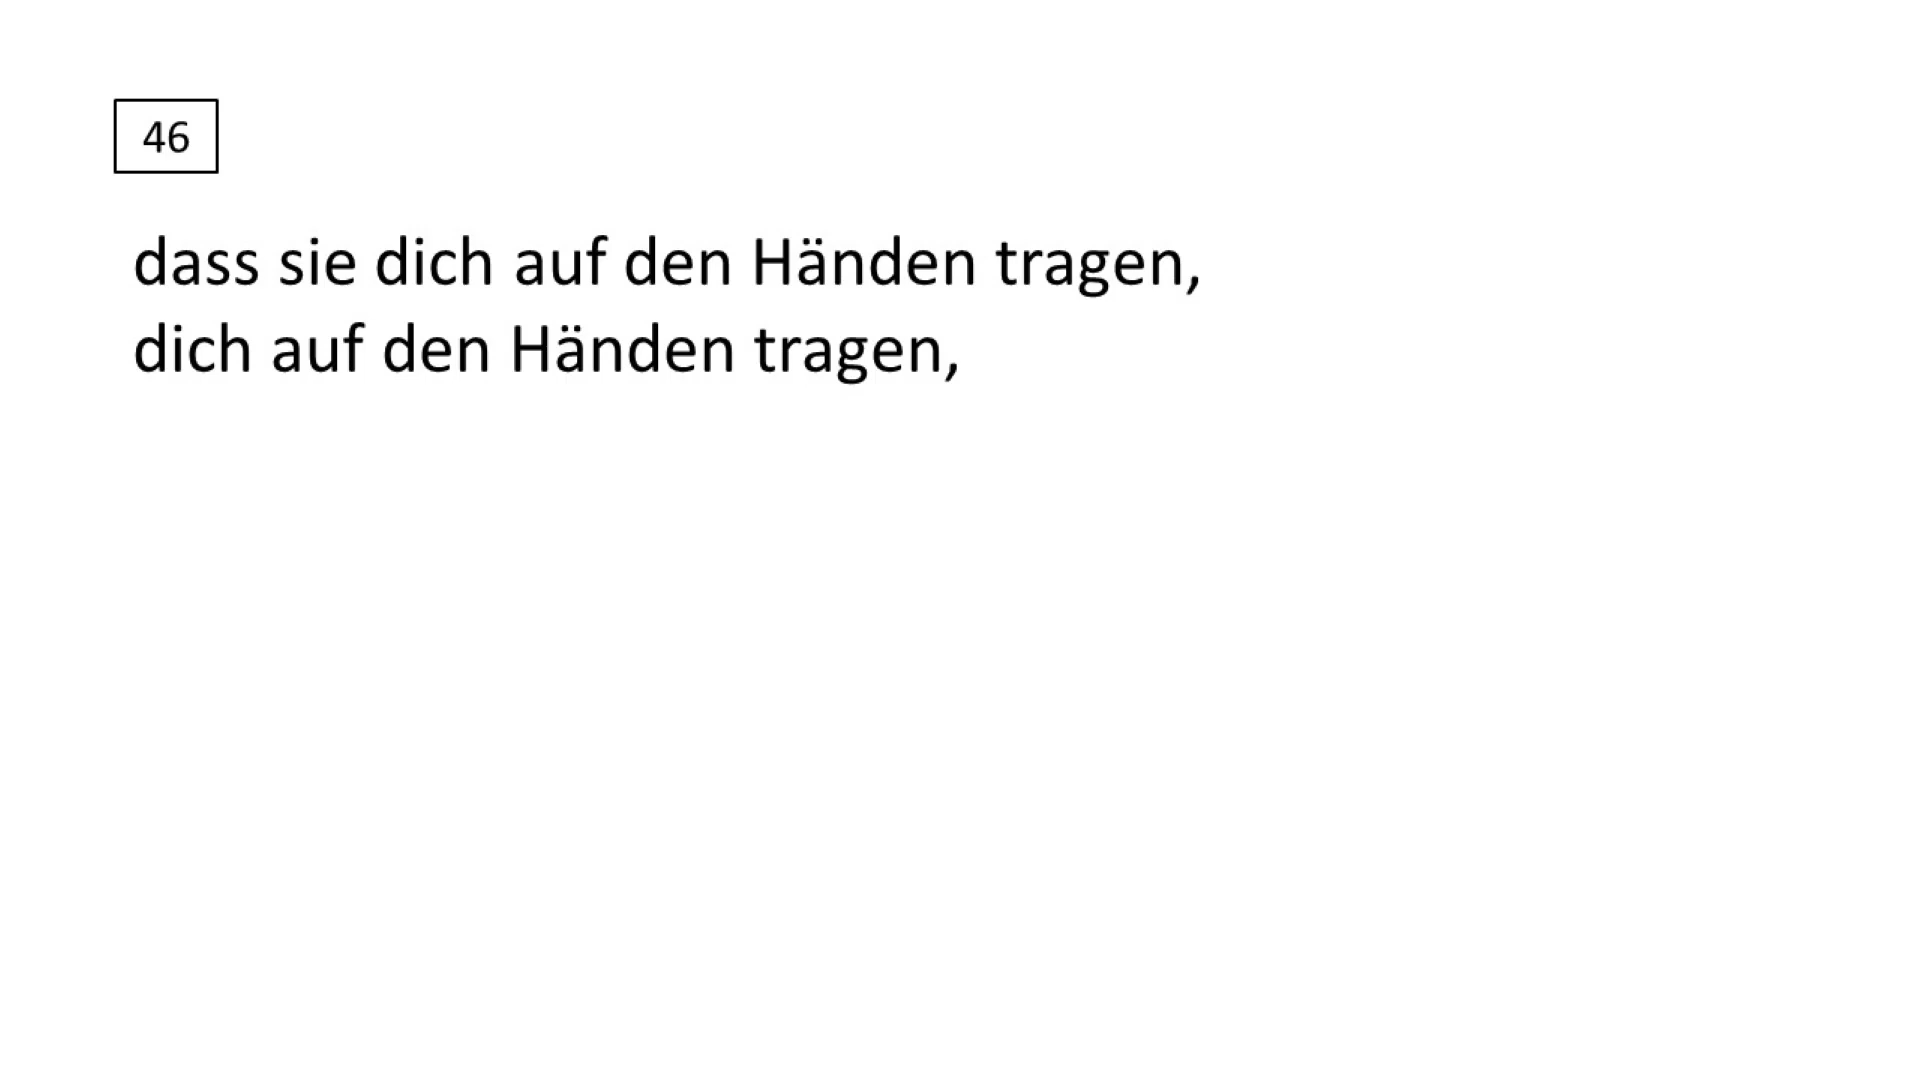 46
dass sie dich auf den Händen tragen,
dich auf den Händen tragen,